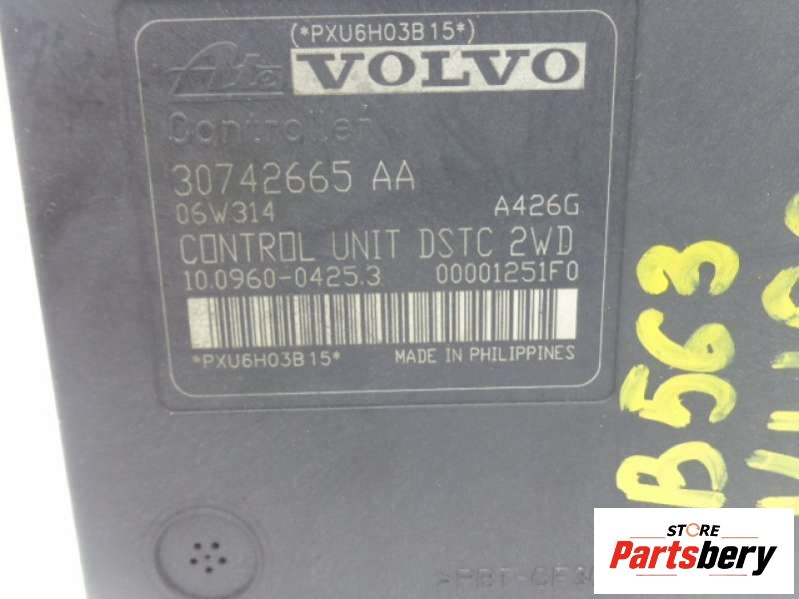 (*PXU6H03B15*)
Ate VOLVO
Controller
30742665 AA
06W314 A426G
CONTROL UNIT DSTC 2WD
10.0960-0425.3 00001251F0
*PXU6H03B15* MADE IN PHILIPPINES
B563
STORE
Partsbery